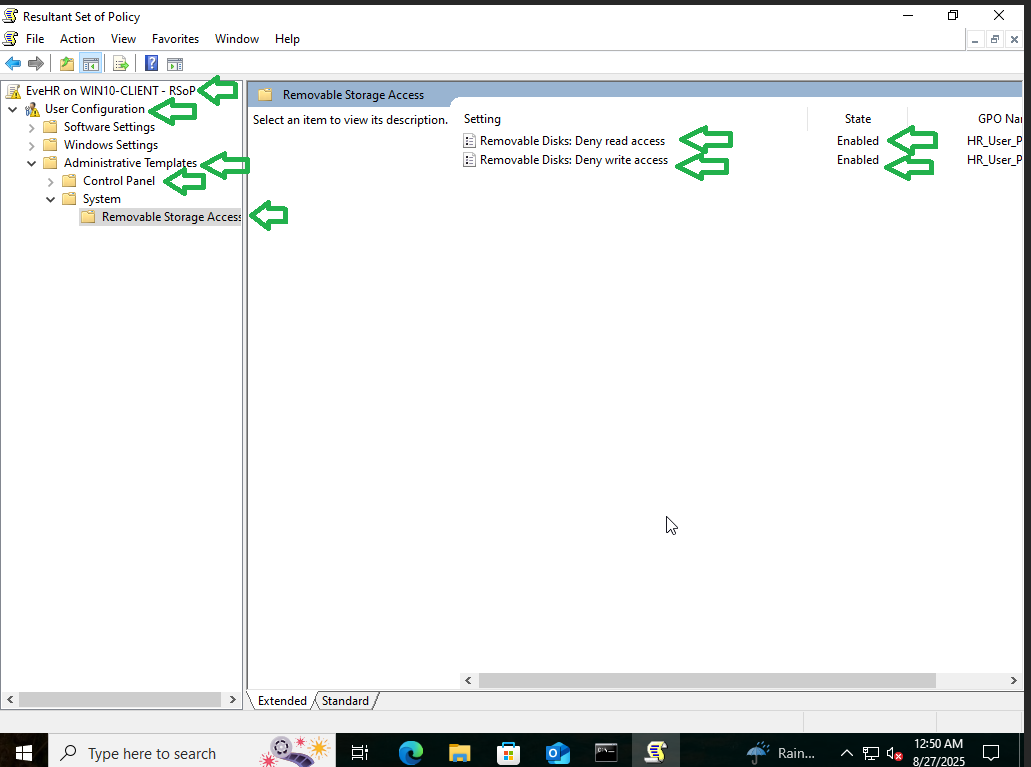 Resultant Set of Policy
File Action View Favorites Window Help
EveHR on WIN10-CLIENT - RSoP
User Configuration
Software Settings
Windows Settings
Administrative Templates
Control Panel
System
Removable Storage Access
Removable Storage Access
Select an item to view its description.
Setting State GPO Na
Removable Disks: Deny read access Enabled HR_User_P
Removable Disks: Deny write access Enabled HR_User_P
Extended Standard
Type here to search
Rain...
12:50 AM
8/27/2025